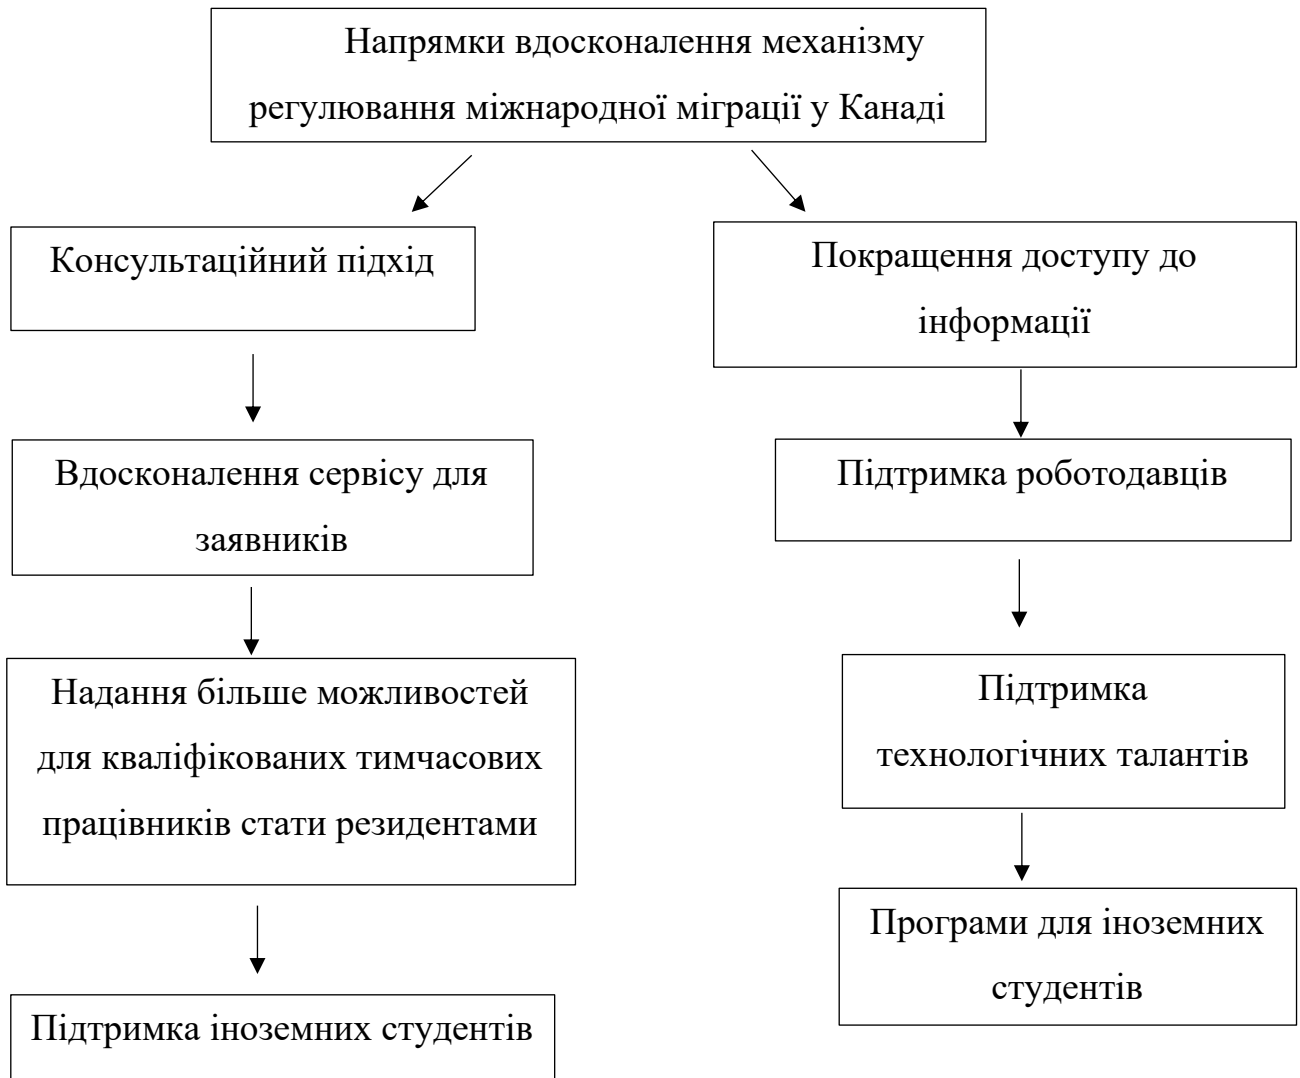 Напрямки вдосконалення механізму
регулювання міжнародної міграції у Канаді
Консультаційний підхід
Покращення доступу до
інформації
Вдосконалення сервісу для
заявників
Підтримка роботодавців
Надання більше можливостей
для кваліфікованих тимчасових
працівників стати резидентами
Підтримка
технологічних талантів
Програми для іноземних
студентів
Підтримка іноземних студентів